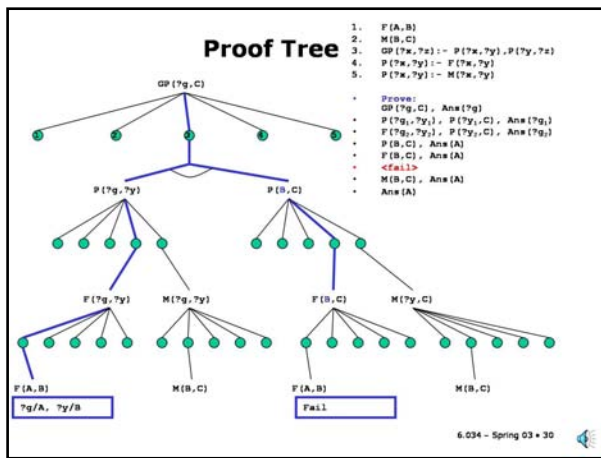 Proof Tree
1. F(A,B)
2. M(B,C)
3. GP(?x,?z):- P(?x,?y),P(?y,?z)
4. P(?x,?y):- F(?x,?y)
5. P(?x,?y):- M(?x,?y)
• Prove:
GP(?g,C), Ans(?g)
• P(?g₁,?y₁), P(?y₁,C), Ans(?g₁)
• F(?g₂,?y₂), P(?y₂,C), Ans(?g₂)
• P(B,C), Ans(A)
• F(B,C), Ans(A)
• <fail>
• M(B,C), Ans(A)
• Ans(A)
GP(?g,C)
1 2 3 4 5
P(?g,?y) P(B,C)
F(?g,?y) M(?g,?y) F(B,C) M(?y,C)
F(A,B) M(B,C) F(A,B) M(B,C)
?g/A, ?y/B Fail
6.034 – Spring 03 • 30